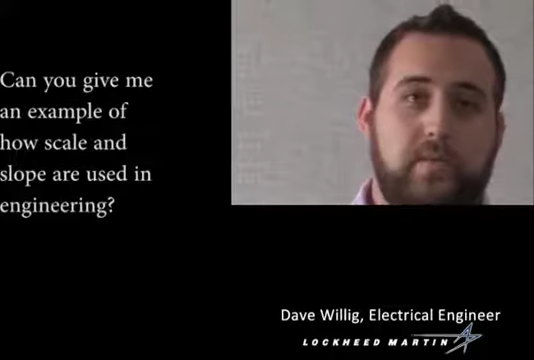 Can you give me
an example of
how scale and
slope are used in
engineering?
Dave Willig, Electrical Engineer
LOCKHEED MARTIN